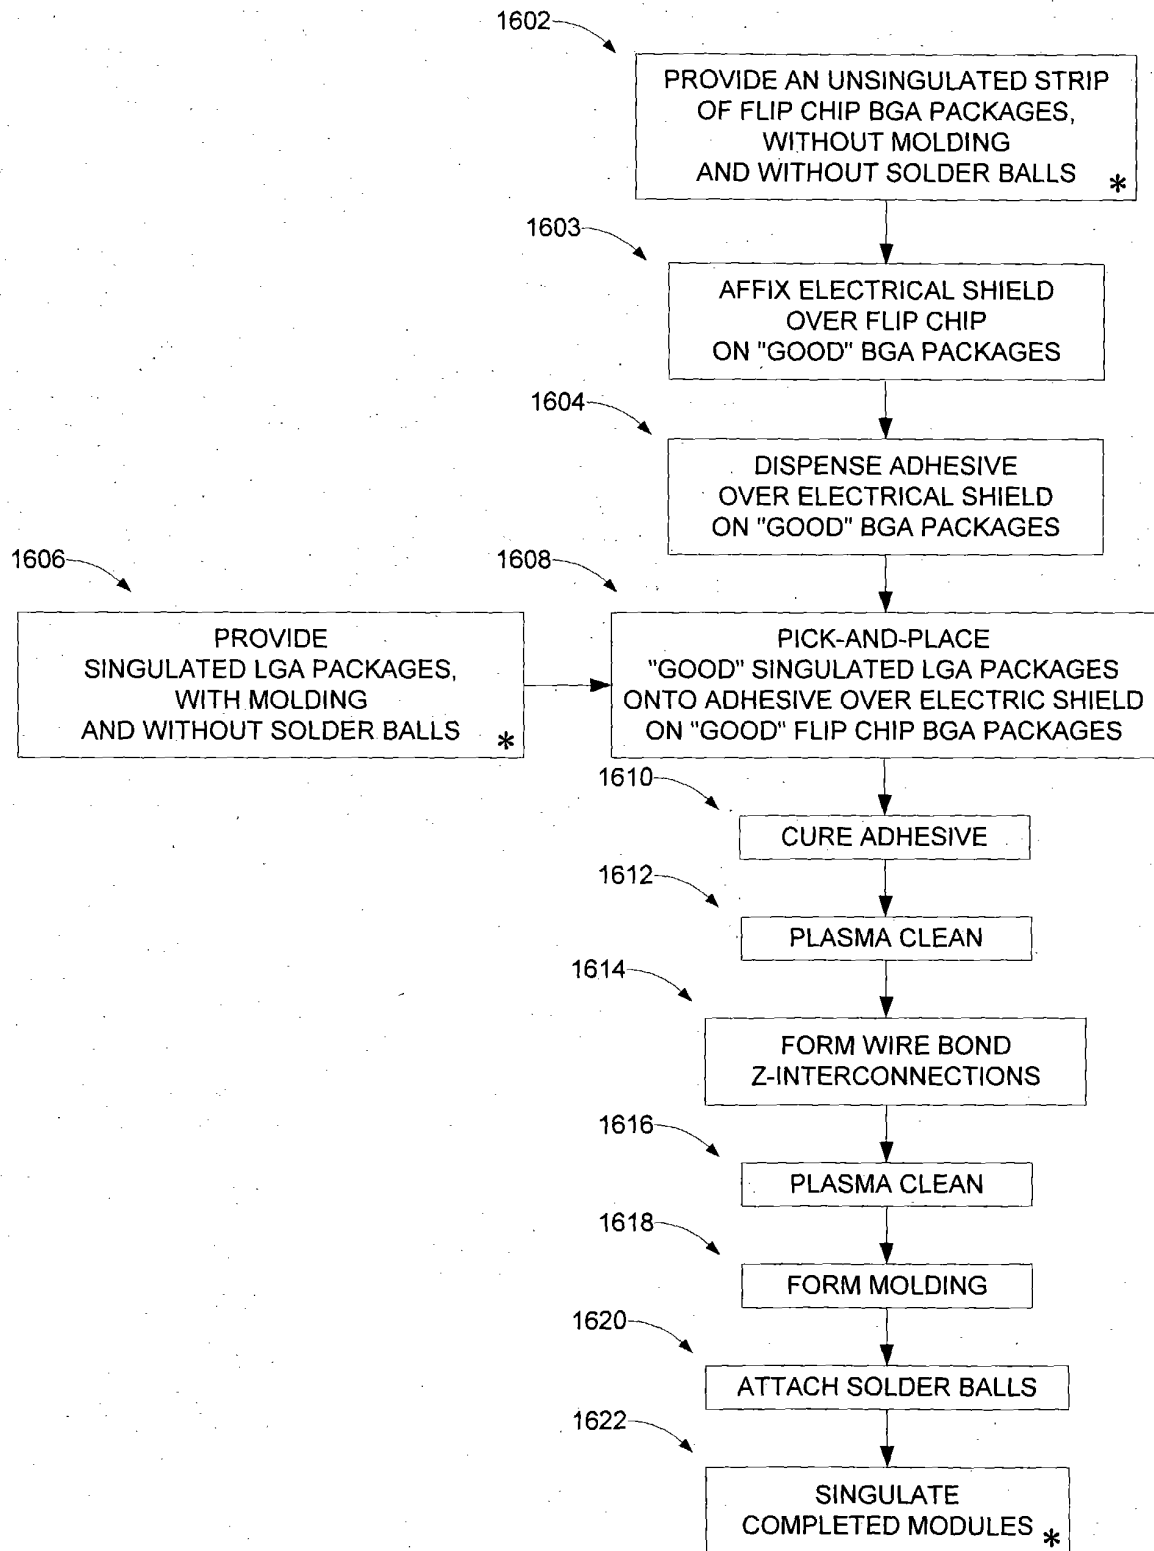 1602
PROVIDE AN UNSINGULATED STRIP
OF FLIP CHIP BGA PACKAGES,
WITHOUT MOLDING
AND WITHOUT SOLDER BALLS *
1603
AFFIX ELECTRICAL SHIELD
OVER FLIP CHIP
ON "GOOD" BGA PACKAGES
1604
DISPENSE ADHESIVE
OVER ELECTRICAL SHIELD
ON "GOOD" BGA PACKAGES
1606
PROVIDE
SINGULATED LGA PACKAGES,
WITH MOLDING
AND WITHOUT SOLDER BALLS *
1608
PICK-AND-PLACE
"GOOD" SINGULATED LGA PACKAGES
ONTO ADHESIVE OVER ELECTRIC SHIELD
ON "GOOD" FLIP CHIP BGA PACKAGES
1610
CURE ADHESIVE
1612
PLASMA CLEAN
1614
FORM WIRE BOND
Z-INTERCONNECTIONS
1616
PLASMA CLEAN
1618
FORM MOLDING
1620
ATTACH SOLDER BALLS
1622
SINGULATE
COMPLETED MODULES *